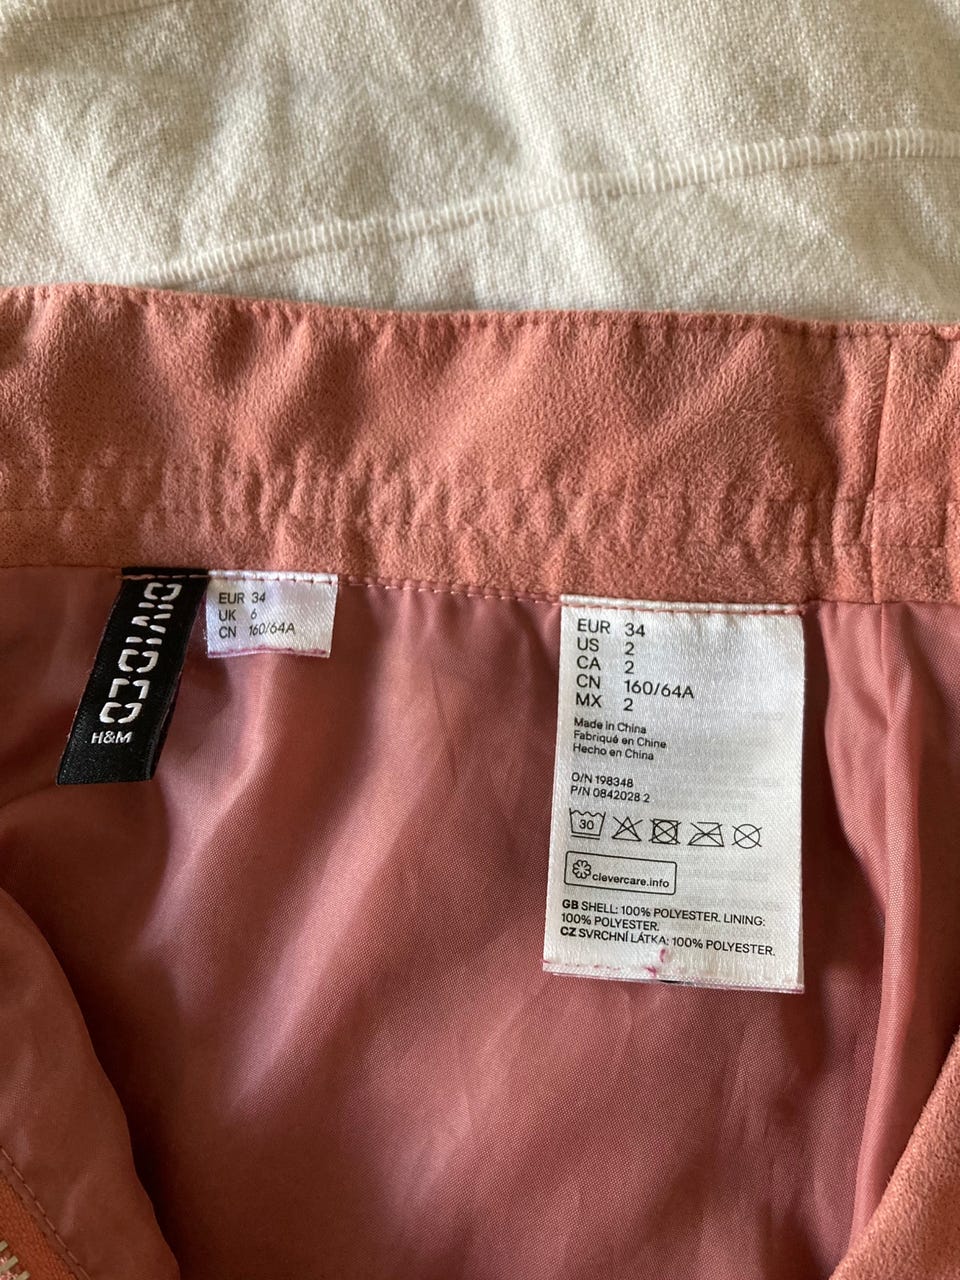 DIVIDED
H&M
EUR 34
UK 6
CN 160/64A
EUR 34
US 2
CA 2
CN 160/64A
MX 2
Made in China
Fabriqué en Chine
Hecho en China
O/N 198348
P/N 0842028 2
30
clevercare.info
GB SHELL: 100% POLYESTER. LINING:
100% POLYESTER.
CZ SVRCHNÍ LÁTKA: 100% POLYESTER.